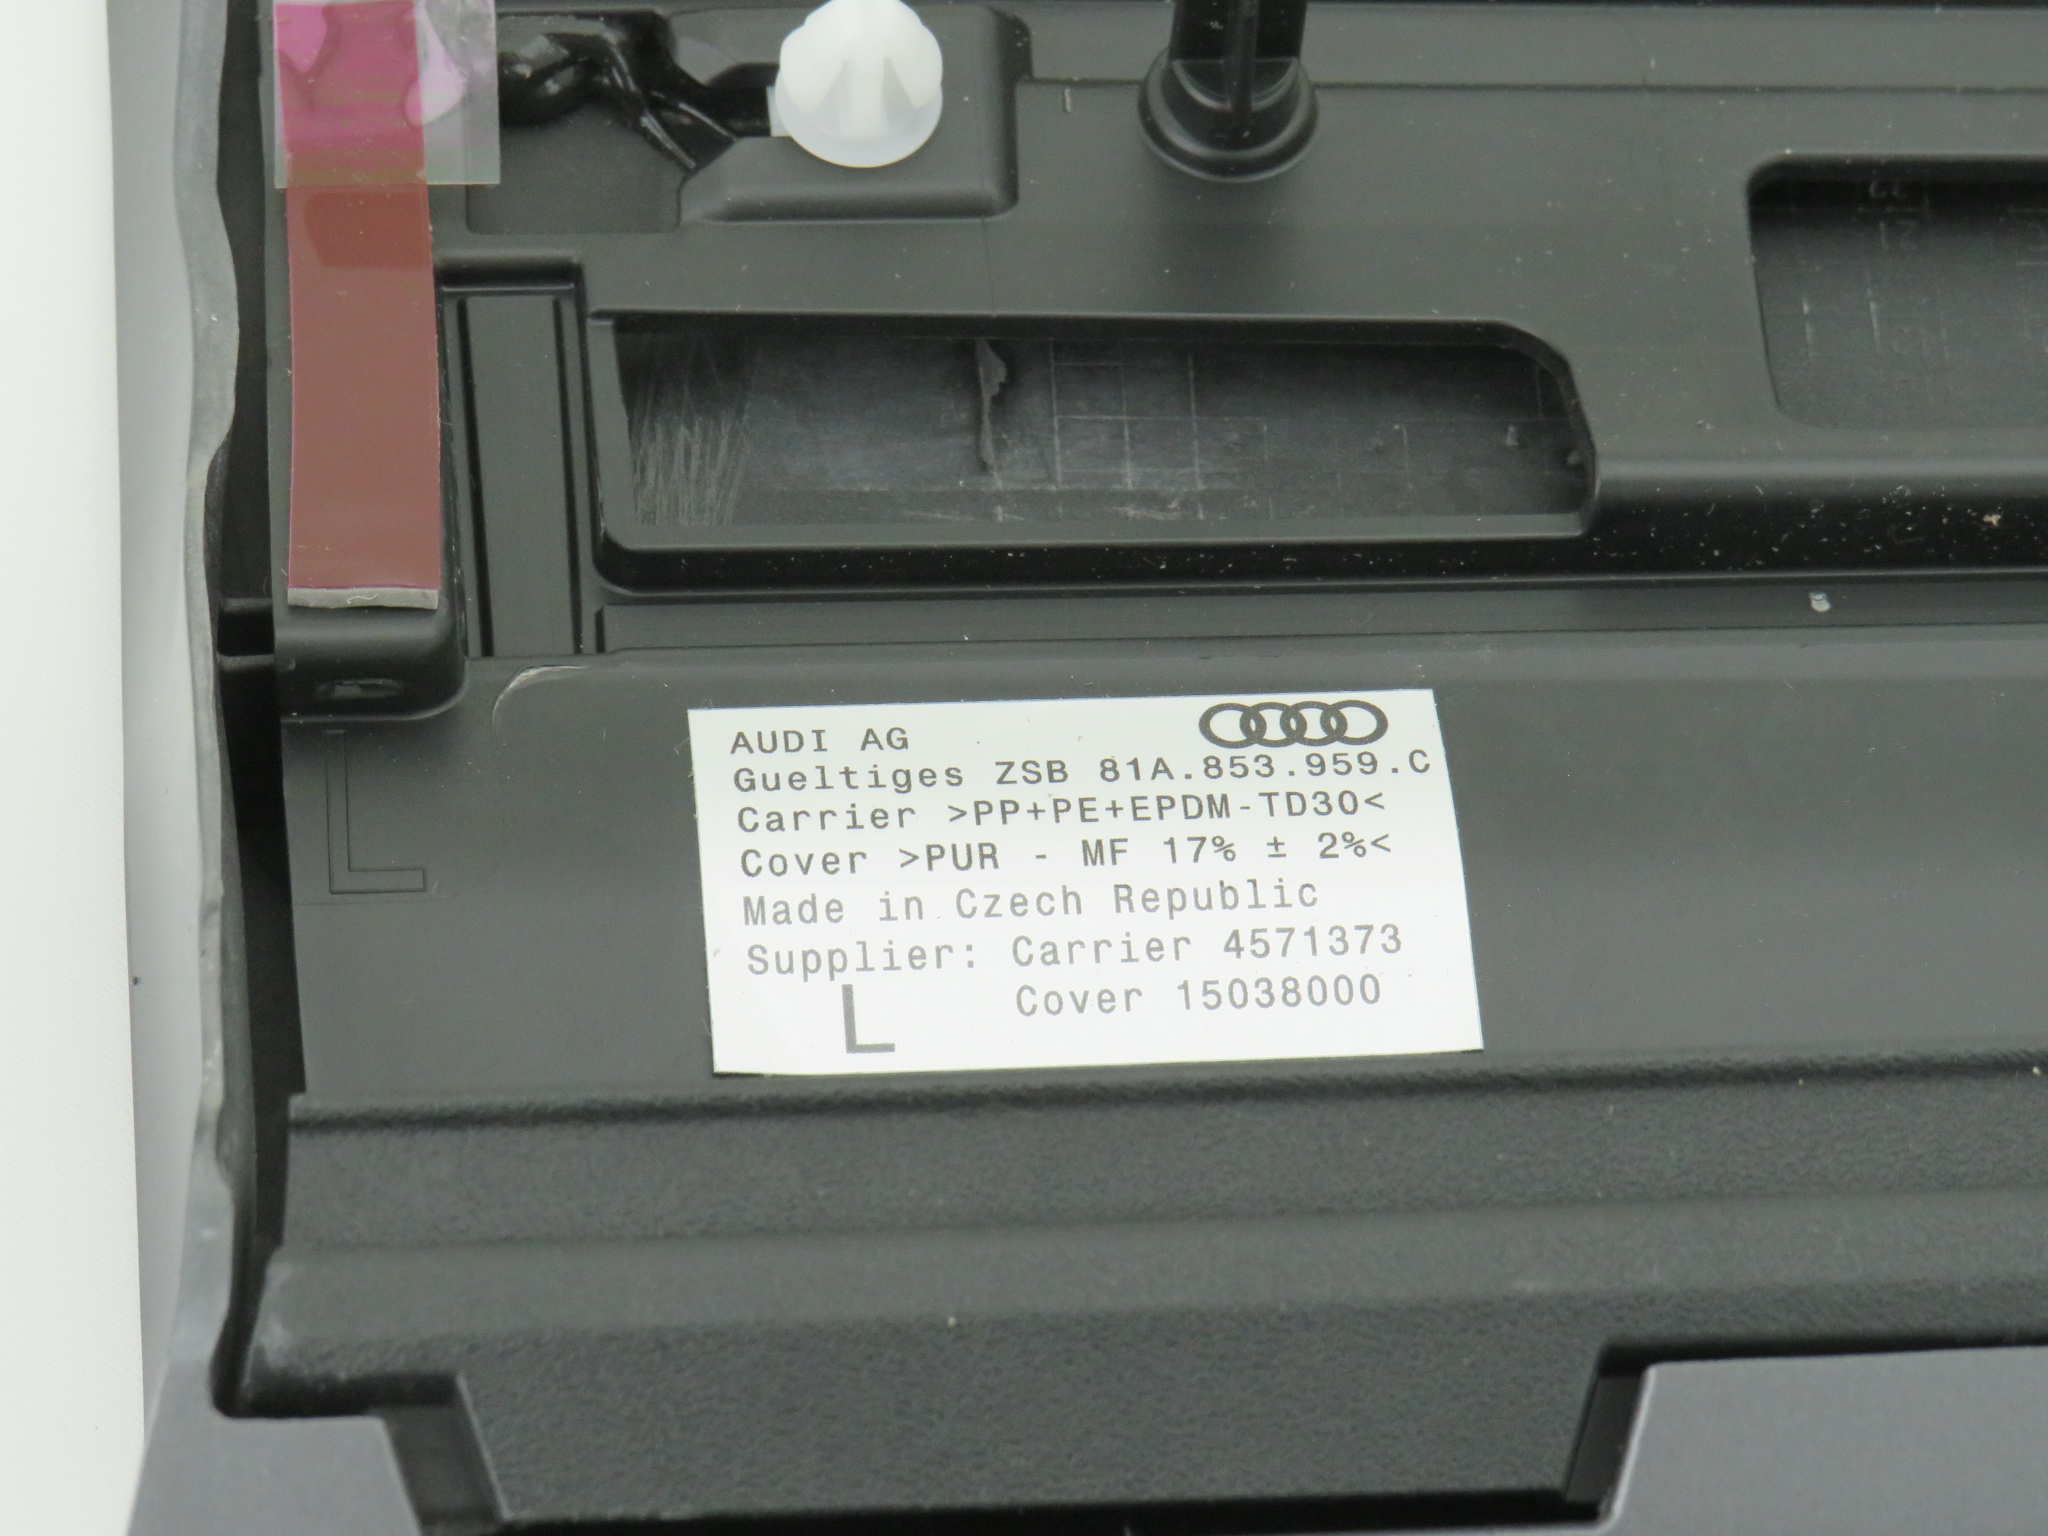 AUDI AG
Gueltiges ZSB 81A.853.959.C
Carrier >PP+PE+EPDM-TD30<
Cover >PUR - MF 17% ± 2%<
Made in Czech Republic
Supplier: Carrier 4571373
Cover 15038000
L
L